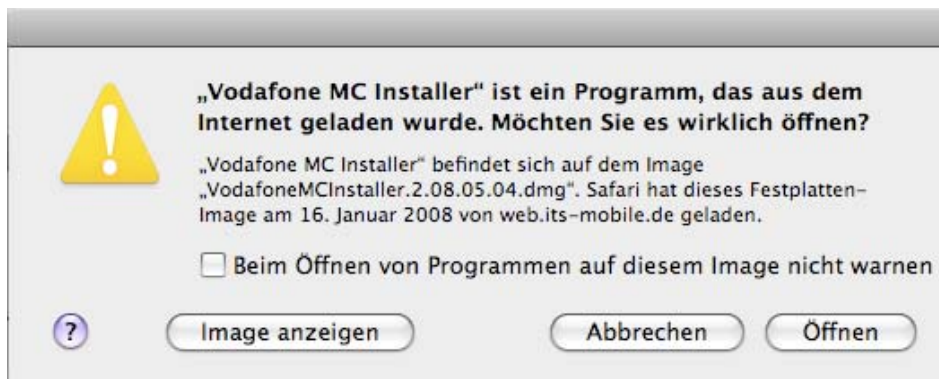 „Vodafone MC Installer“ ist ein Programm, das aus dem
Internet geladen wurde. Möchten Sie es wirklich öffnen?
„Vodafone MC Installer“ befindet sich auf dem Image
„VodafoneMCInstaller.2.08.05.04.dmg“. Safari hat dieses Festplatten-
Image am 16. Januar 2008 von web.its-mobile.de geladen.
Beim Öffnen von Programmen auf diesem Image nicht warnen
? Image anzeigen Abbrechen Öffnen